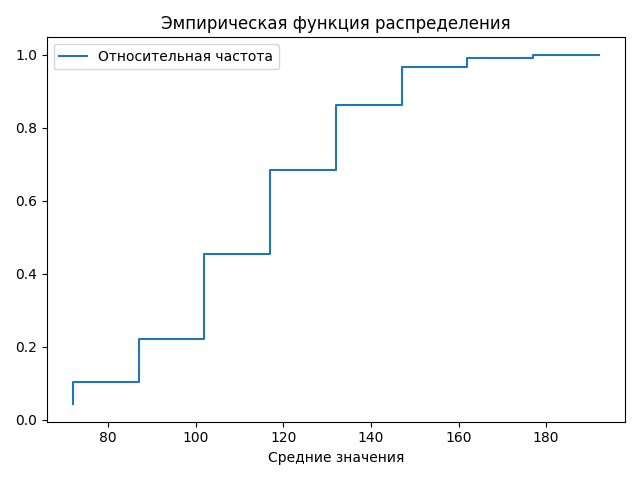 Эмпирическая функция распределения
Относительная частота
1.0
0.8
0.6
0.4
0.2
0.0
80 100 120 140 160 180
Средние значения